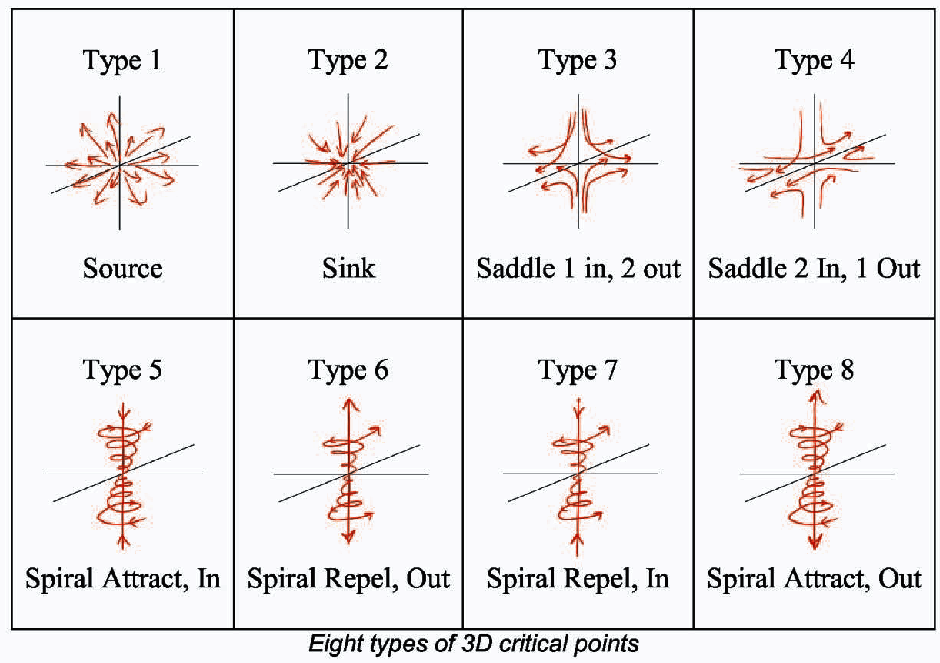 Type 1
Type 2
Type 3
Type 4
Source
Sink
Saddle 1 in, 2 out
Saddle 2 In, 1 Out
Type 5
Type 6
Type 7
Type 8
Spiral Attract, In
Spiral Repel, Out
Spiral Repel, In
Spiral Attract, Out
Eight types of 3D critical points